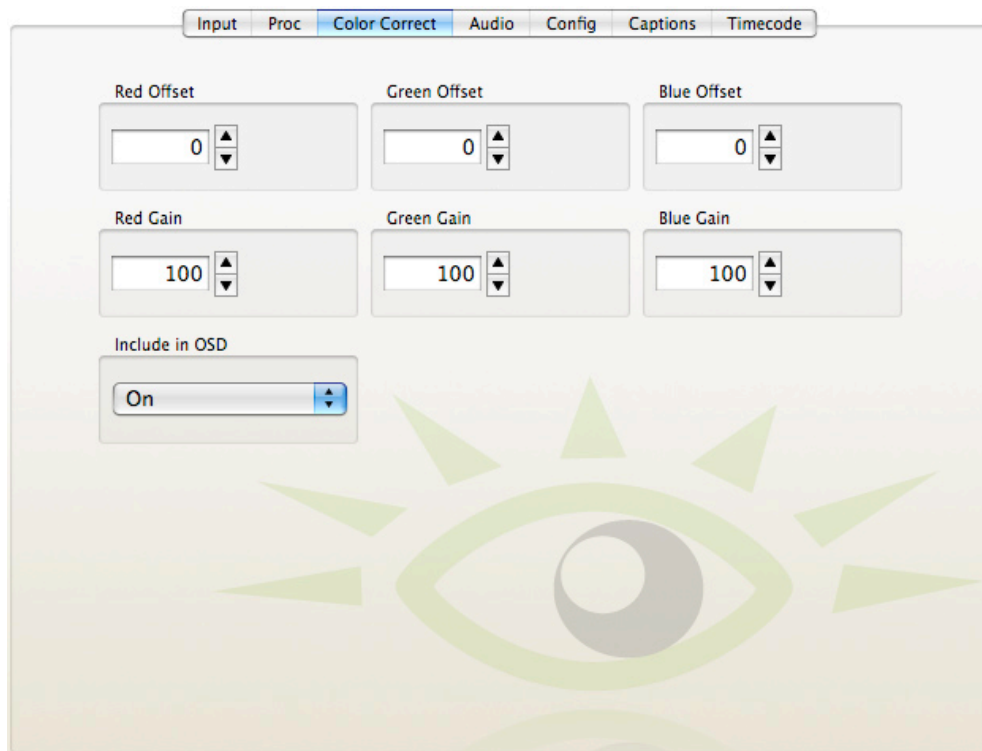 Input Proc Color Correct Audio Config Captions Timecode
Red Offset Green Offset Blue Offset
0 0 0
Red Gain Green Gain Blue Gain
100 100 100
Include in OSD
On